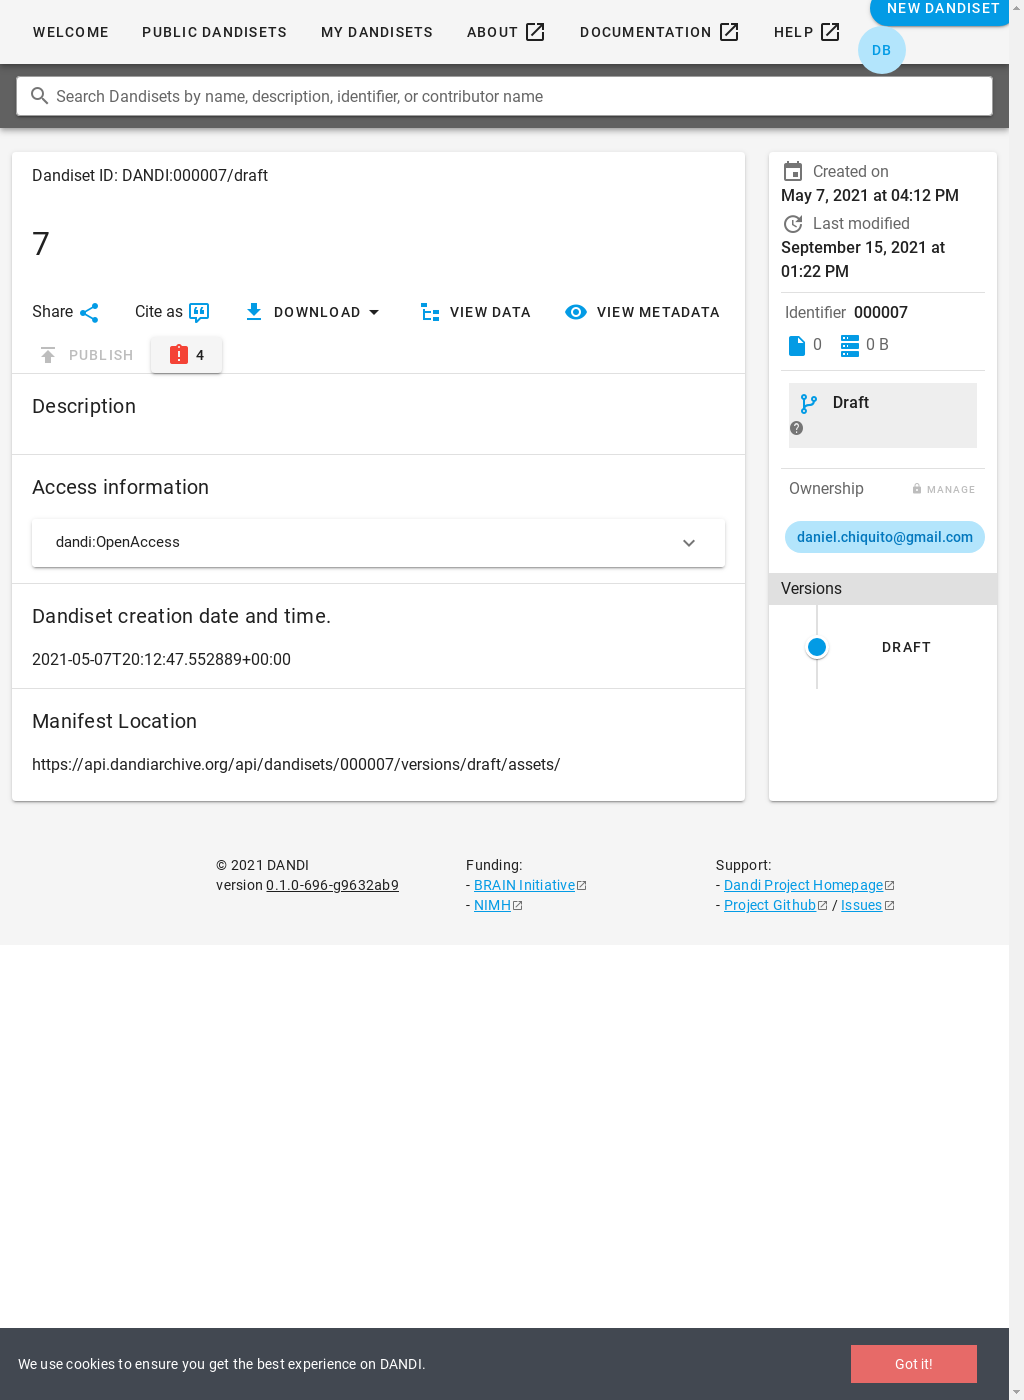 WELCOME PUBLIC DANDISETS MY DANDISETS ABOUT DOCUMENTATION HELP NEW DANDISET
DB
Search Dandisets by name, description, identifier, or contributor name
Dandiset ID: DANDI:000007/draft
7
Share Cite as DOWNLOAD VIEW DATA VIEW METADATA
PUBLISH 4
Description
Access information
dandi:OpenAccess
Dandiset creation date and time.
2021-05-07T20:12:47.552889+00:00
Manifest Location
https://api.dandiarchive.org/api/dandisets/000007/versions/draft/assets/
Created on
May 7, 2021 at 04:12 PM
Last modified
September 15, 2021 at
01:22 PM
Identifier 000007
0 0 B
Draft
Ownership MANAGE
daniel.chiquito@gmail.com
Versions
DRAFT
© 2021 DANDI
version 0.1.0-696-g9632ab9
Funding:
- BRAIN Initiative
- NIMH
Support:
- Dandi Project Homepage
- Project Github / Issues
We use cookies to ensure you get the best experience on DANDI.
Got it!